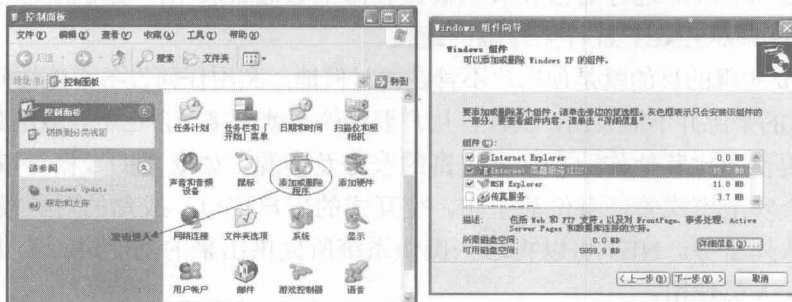 控制面板
文件(F) 编辑(E) 查看(V) 收藏(A) 工具(T) 帮助(H)
后退 搜索 文件夹
地址(D) 控制面板 转到
控制面板
切换到分类视图
请参阅
Windows Update
帮助和支持
任务计划 任务栏和「开始」菜单 日期和时间 扫描仪和照相机
声音和音频设备 鼠标 添加或删除程序 添加硬件
网络连接 文件夹选项 系统 显示
用户帐户 邮件 游戏控制器 语音
Windows 组件向导
Windows 组件
可以添加或删除 Windows XP 的组件。
要添加或删除某个组件，请单击旁边的复选框。灰色框表示只会安装该组件的
一部分。要查看组件内容，请单击“详细信息”。
组件(C):
Internet Explorer 0.0 MB
Internet 信息服务(IIS)
MSN Explorer 11.0 MB
传真服务 3.7 MB
描述: 包括 Web 和 FTP 支持，以及对 FrontPage、事务处理、Active
Server Pages 和数据库连接的支持。
所需磁盘空间: 0.0 MB
可用磁盘空间: 5859.9 MB
详细信息(D)...
<上一步(B) 下一步(N)> 取消